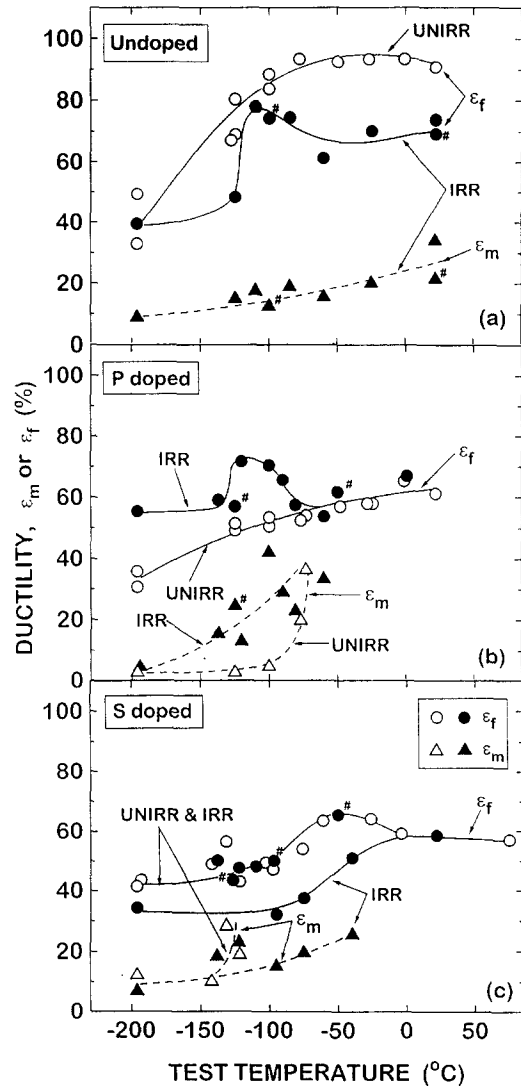 100
80
60
40
20
0
Undoped
UNIRR
εf
IRR
εm
#
#
#
#
(a)
100
80
60
40
20
0
P doped
IRR
#
#
εf
UNIRR
IRR
#
εm
UNIRR
(b)
100
80
60
40
20
0
S doped
εf
εm
UNIRR & IRR
#
#
#
εf
IRR
εm
(c)
-200 -150 -100 -50 0 50
TEST TEMPERATURE (°C)
DUCTILITY, εm or εf (%)